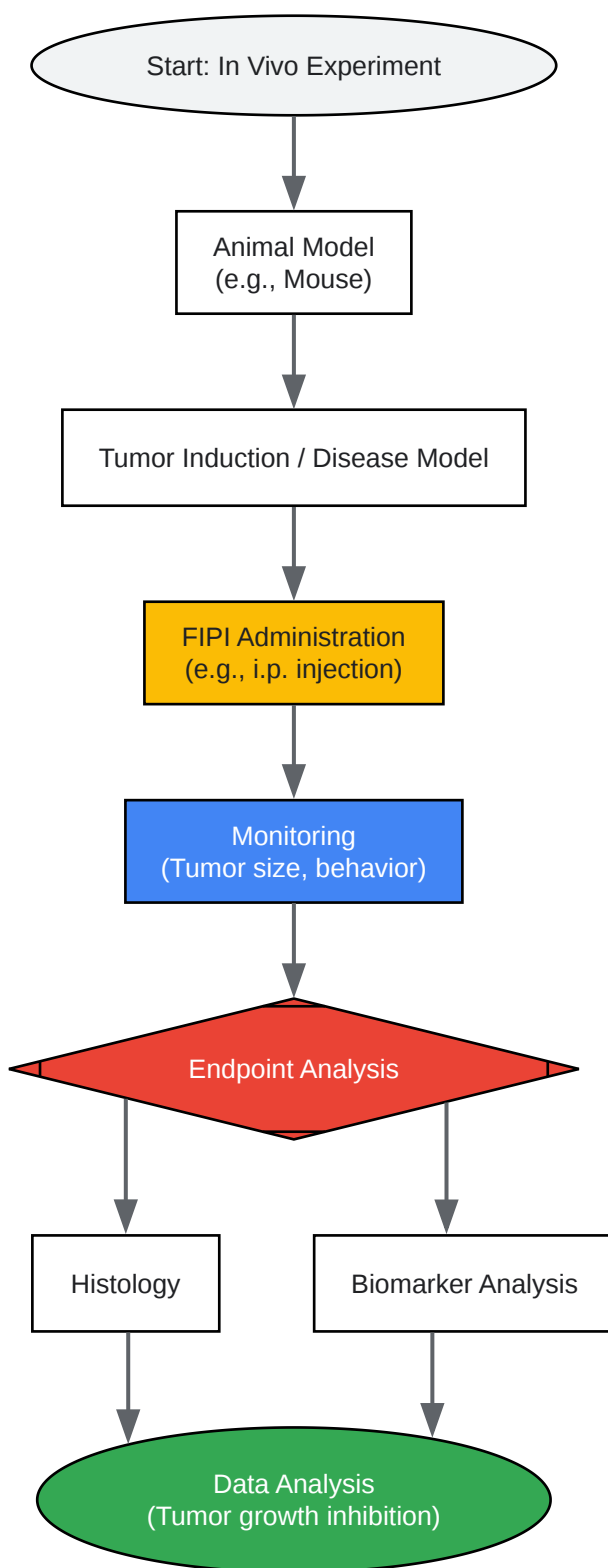 Start: In Vivo Experiment
Animal Model
(e.g., Mouse)
Tumor Induction / Disease Model
FIPI Administration
(e.g., i.p. injection)
Monitoring
(Tumor size, behavior)
Endpoint Analysis
Histology
Biomarker Analysis
Data Analysis
(Tumor growth inhibition)